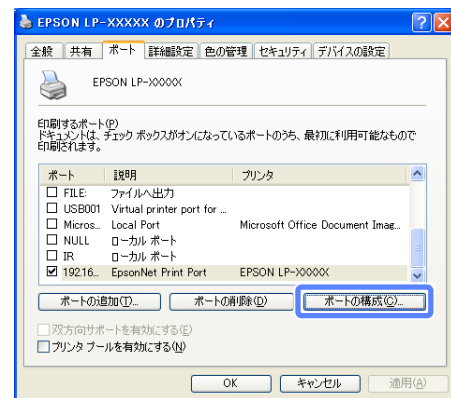 EPSON LP-XXXXX のプロパティ
全般 共有 ポート 詳細設定 色の管理 セキュリティ デバイスの設定
EPSON LP-XXXXX
印刷するポート(P)
ドキュメントは、チェック ボックスがオンになっているポートのうち、最初に利用可能なもので
印刷されます。
ポート 説明 プリンタ
FILE: ファイルへ出力
USB001 Virtual printer port for ...
Micros... Local Port Microsoft Office Document Imag...
NULL ローカル ポート
IR ローカル ポート
192.16... EpsonNet Print Port EPSON LP-XXXXX
ポートの追加(T)... ポートの削除(D) ポートの構成(C)...
双方向サポートを有効にする(E)
プリンタ プールを有効にする(N)
OK キャンセル 適用(A)